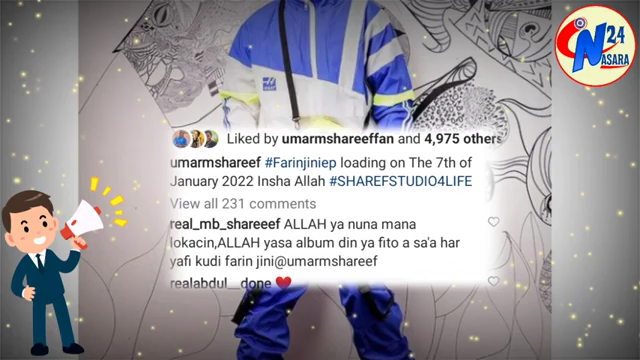 24
CN
NASARA
Liked by umarmshareeffan and 4,975 others
umarmshareef #Farinjiniep loading on The 7th of
January 2022 Insha Allah #SHAREFSTUDIO4LIFE
View all 231 comments
real_mb_shareeef ALLAH ya nuna mana
lokacin,ALLAH yasa album din ya fito a sa'a har
yafi kudi farin jini@umarmshareef
realabdul__done ❤️